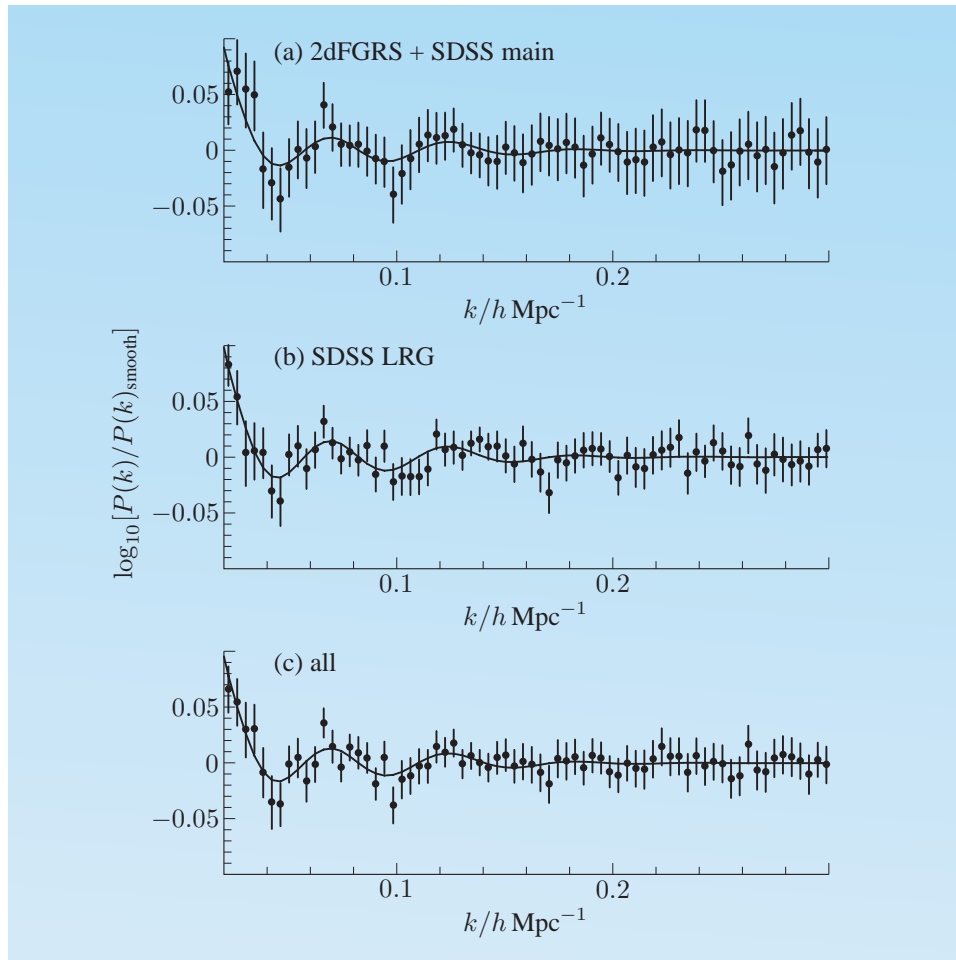 (a) 2dFGRS + SDSS main
0.05
0
−0.05
0.1 0.2
k/h Mpc⁻¹
log₁₀[P(k)/P(k)smooth]
(b) SDSS LRG
0.05
0
−0.05
0.1 0.2
k/h Mpc⁻¹
(c) all
0.05
0
−0.05
0.1 0.2
k/h Mpc⁻¹